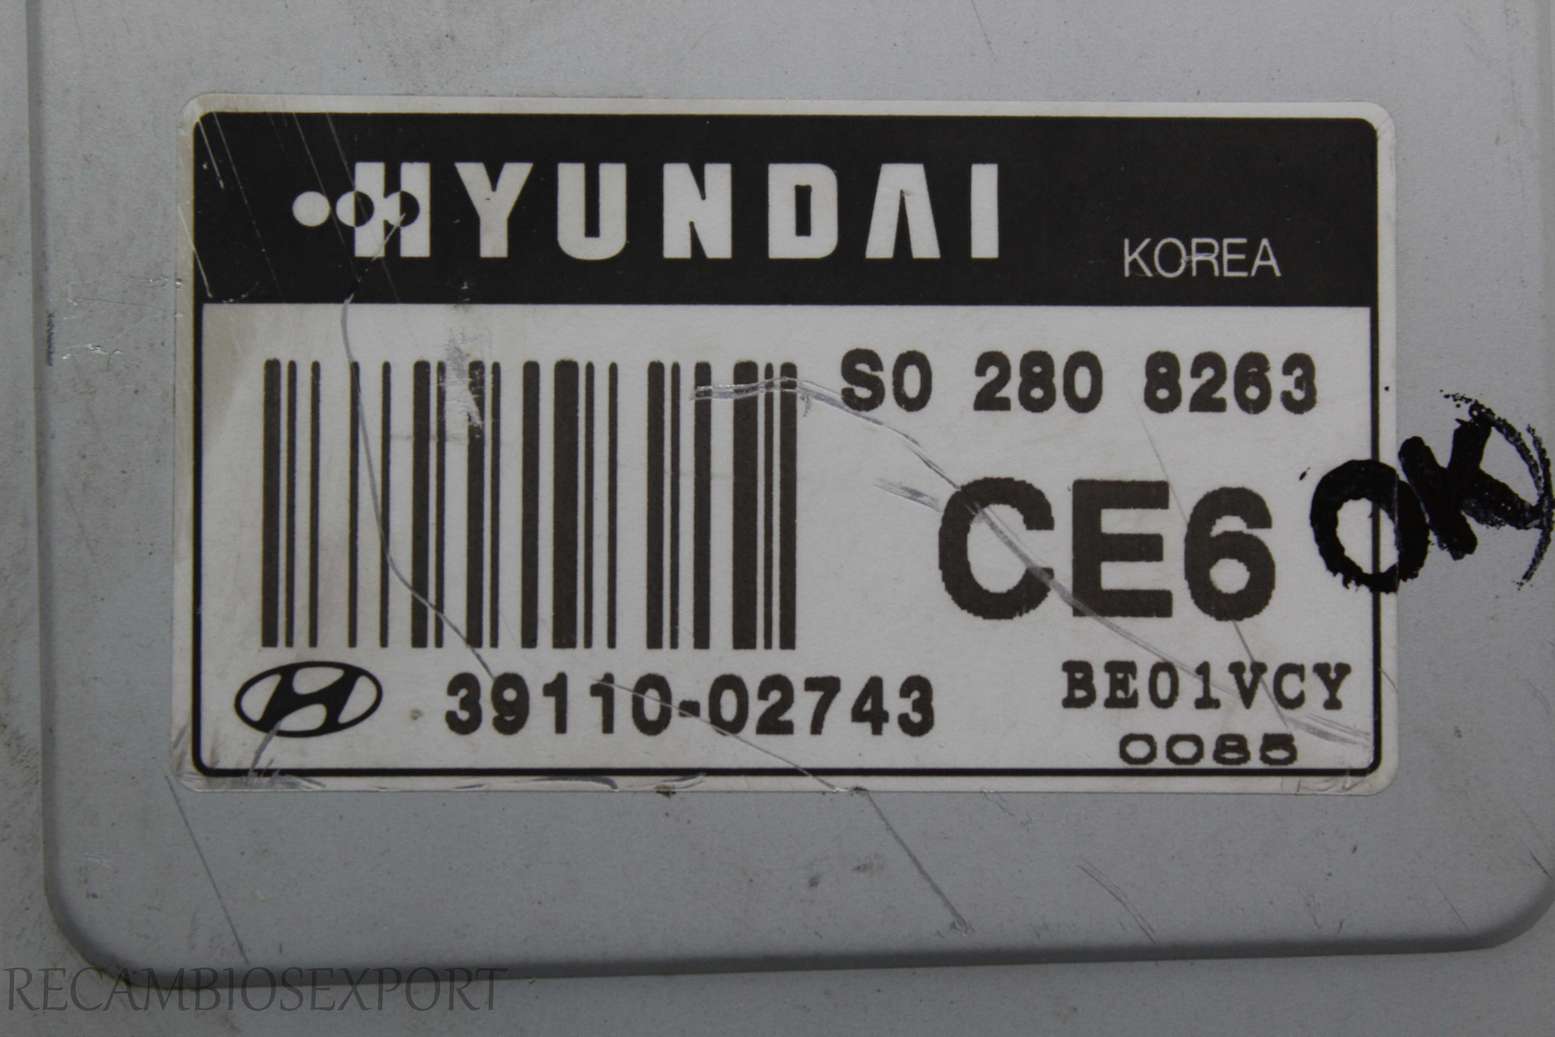 HYUNDAI
KOREA
S0 280 8263
CE6
OK
39110-02743
BE01VCY
0085
RECAMBIOSEXPORT